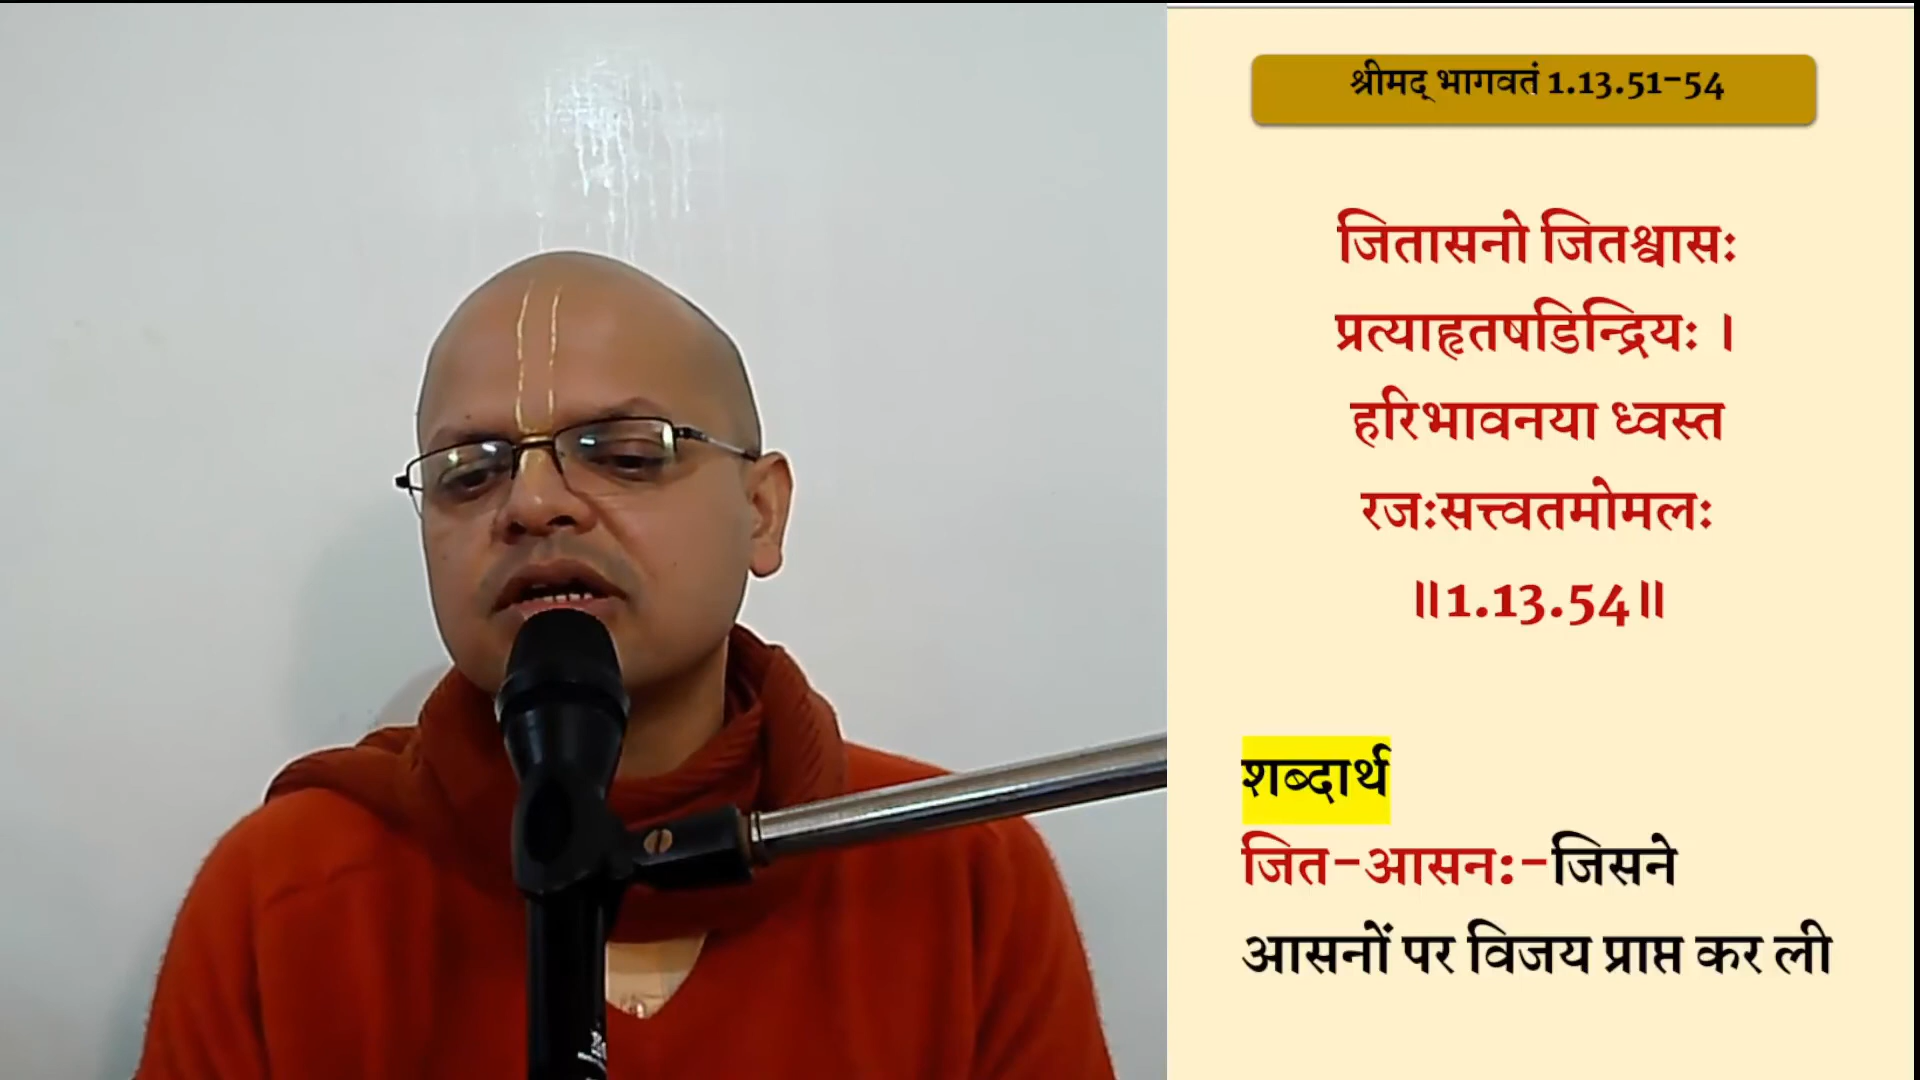 श्रीमद् भागवतं 1.13.51-54
जितासनो जितश्वासः
प्रत्याहृतषडिन्द्रियः ।
हरिभावनया ध्वस्त
रजःसत्त्वतमोमलः
॥1.13.54॥
शब्दार्थ
जित-आसन:-जिसने
आसनों पर विजय प्राप्त कर ली